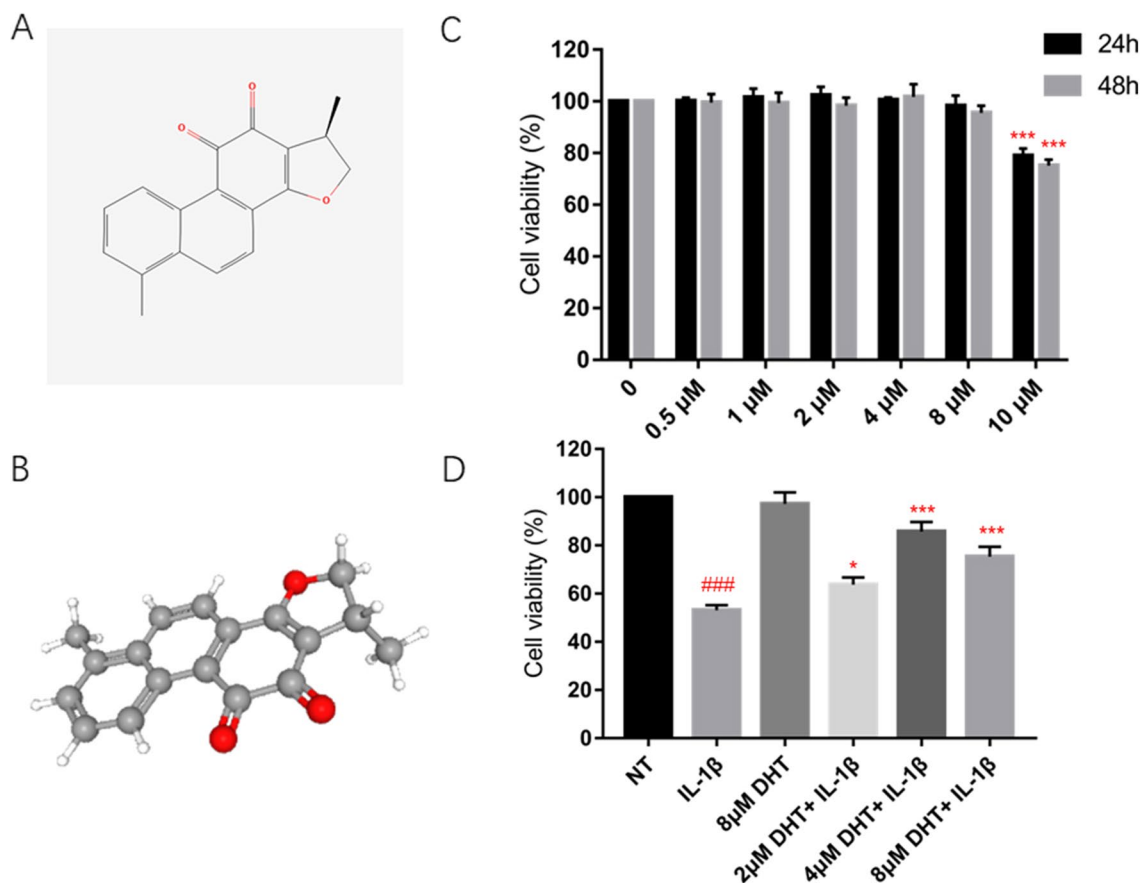 A
O
O
O
C
24h
48h
Cell viability (%)
120
100
80
60
40
20
0
*** ***
0
0.5 µM
1 µM
2 µM
4 µM
8 µM
10 µM
B
D
Cell viability (%)
120
100
80
60
40
20
0
###
*
***
***
NT
IL-1β
8µM DHT
2µM DHT+ IL-1β
4µM DHT+ IL-1β
8µM DHT+ IL-1β